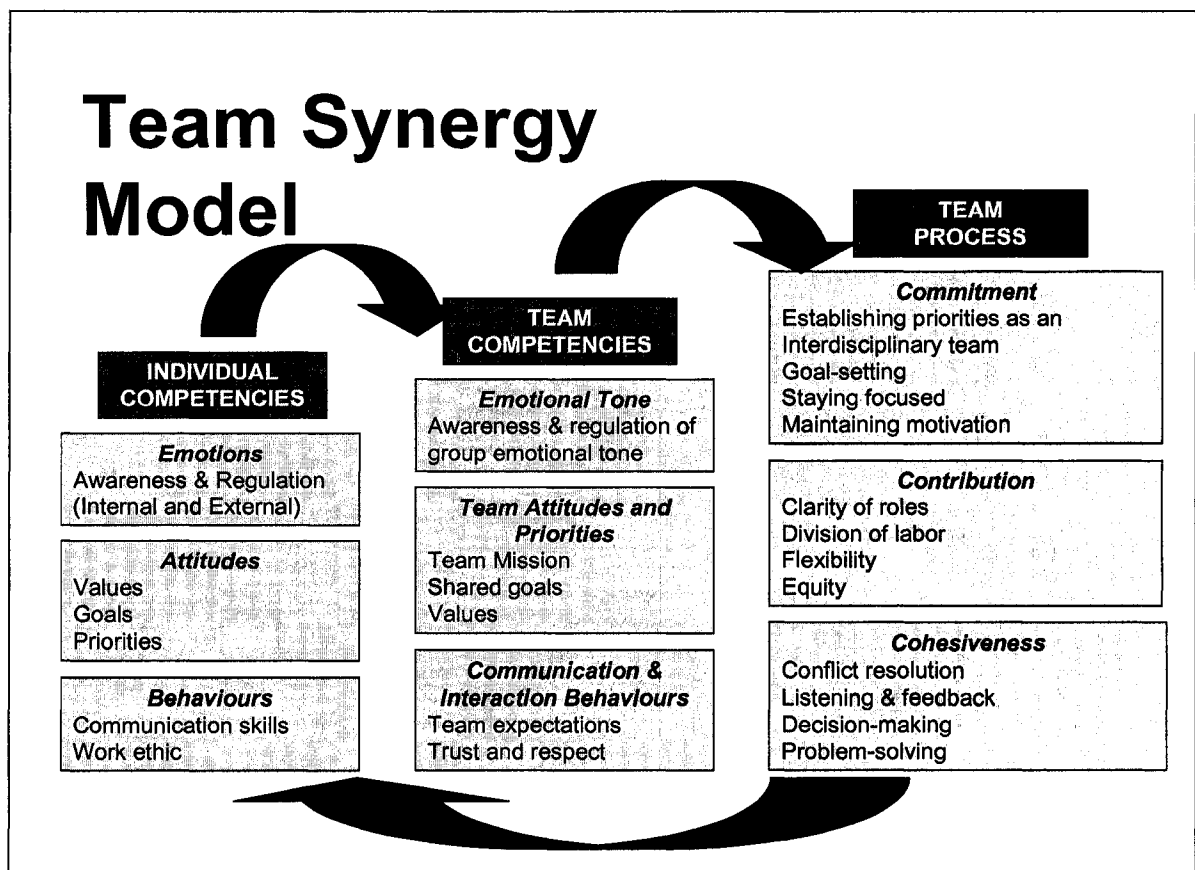 Team Synergy
Model
INDIVIDUAL
COMPETENCIES
Emotions
Awareness & Regulation
(Internal and External)
Attitudes
Values
Goals
Priorities
Behaviours
Communication skills
Work ethic
TEAM
COMPETENCIES
Emotional Tone
Awareness & regulation of
group emotional tone
Team Attitudes and
Priorities
Team Mission
Shared goals
Values
Communication &
Interaction Behaviours
Team expectations
Trust and respect
TEAM
PROCESS
Commitment
Establishing priorities as an
Interdisciplinary team
Goal-setting
Staying focused
Maintaining motivation
Contribution
Clarity of roles
Division of labor
Flexibility
Equity
Cohesiveness
Conflict resolution
Listening & feedback
Decision-making
Problem-solving